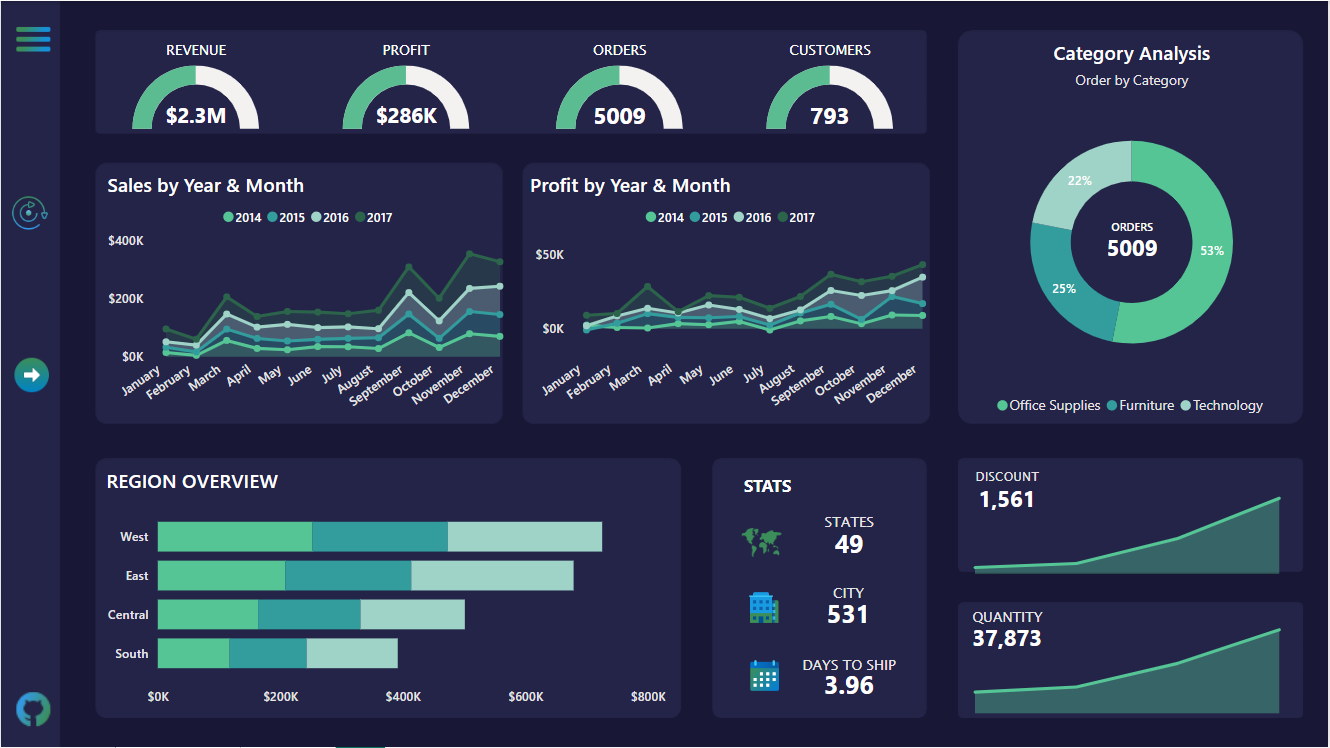 REVENUE
$2.3M
PROFIT
$286K
ORDERS
5009
CUSTOMERS
793
Category Analysis
Order by Category
22%
53%
25%
ORDERS
5009
Office Supplies Furniture Technology
Sales by Year & Month
2014 2015 2016 2017
$400K
$200K
$0K
January February March April May June July August September October November December
Profit by Year & Month
2014 2015 2016 2017
$50K
$0K
January February March April May June July August September October November December
REGION OVERVIEW
West
East
Central
South
$0K $200K $400K $600K $800K
STATS
STATES
49
CITY
531
DAYS TO SHIP
3.96
DISCOUNT
1,561
QUANTITY
37,873